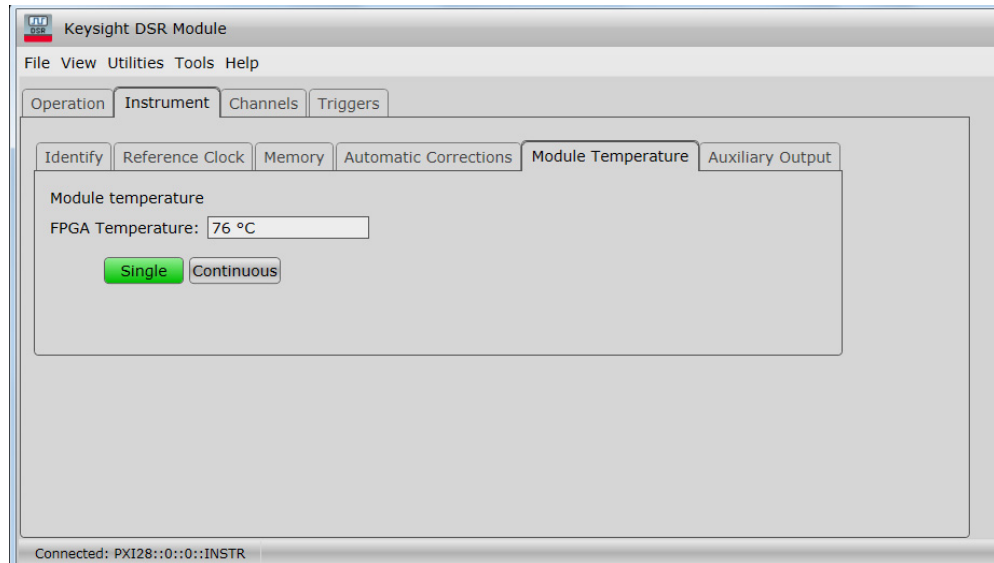 DSR
Keysight DSR Module
File View Utilities Tools Help
Operation Instrument Channels Triggers
Identify Reference Clock Memory Automatic Corrections Module Temperature Auxiliary Output
Module temperature
FPGA Temperature: 76 °C
Single Continuous
Connected: PXI28::0::0::INSTR